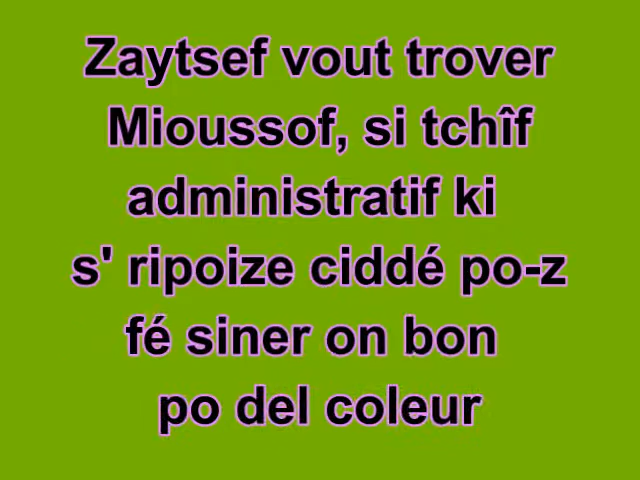 Zaytsef vout trover
Mioussof, si tchîf
administratif ki
s' ripoize ciddé po-z
fé siner on bon
po del coleur